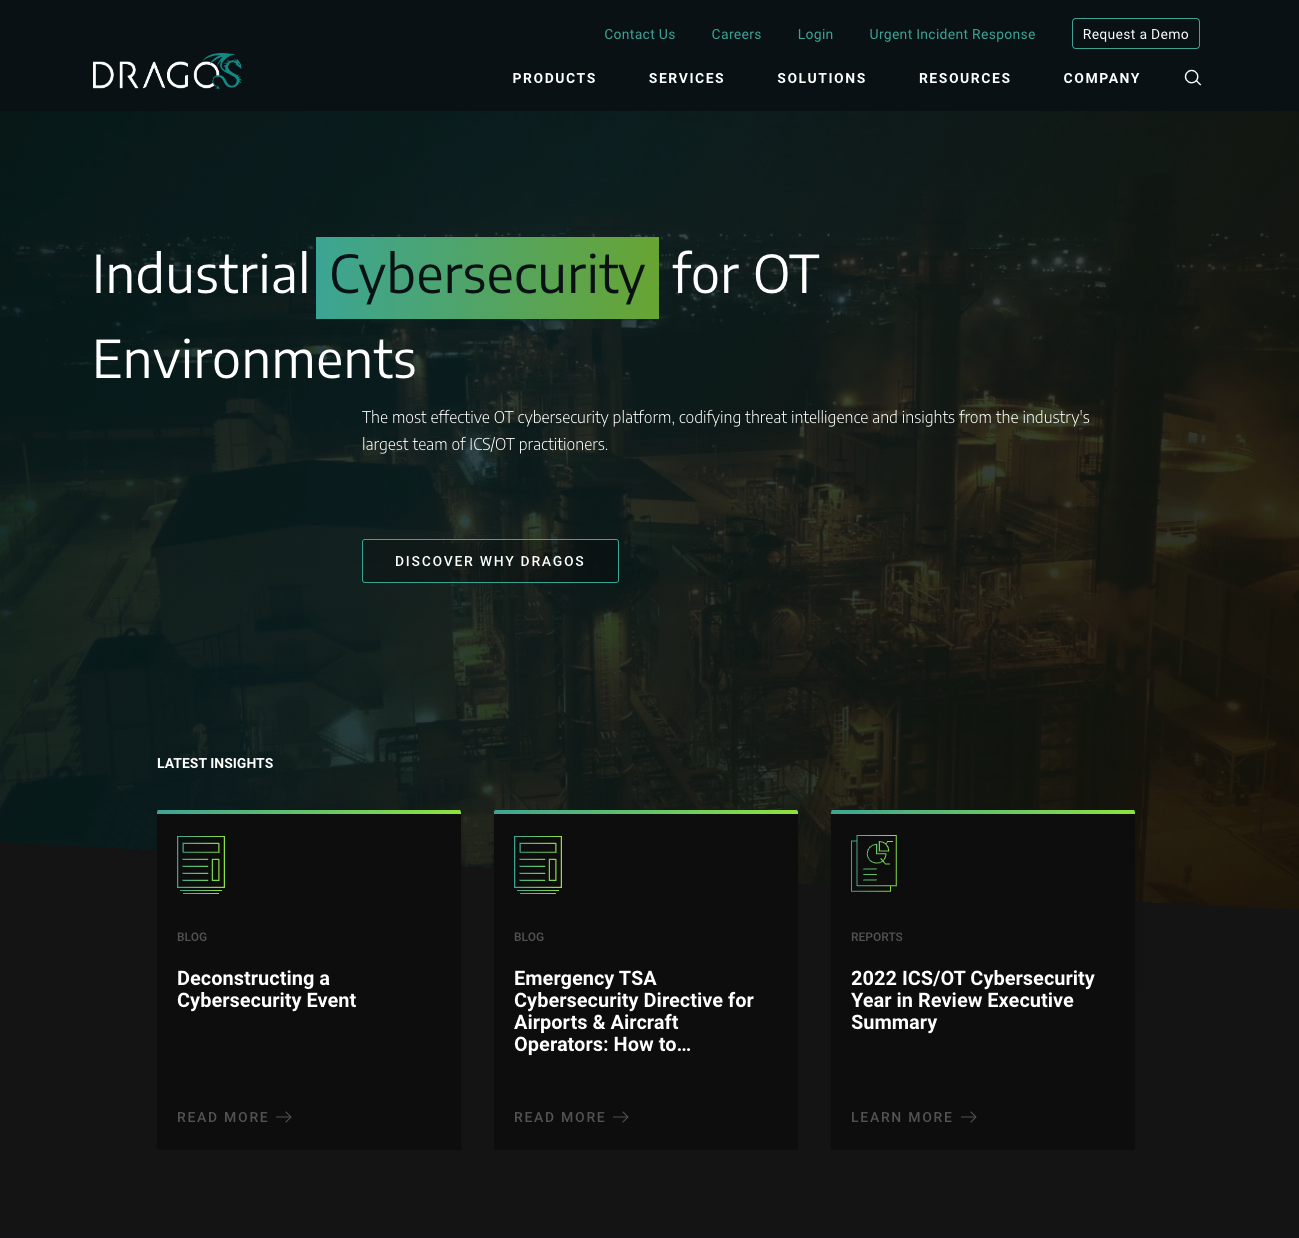 Contact Us Careers Login Urgent Incident Response Request a Demo
DRAGOS
PRODUCTS SERVICES SOLUTIONS RESOURCES COMPANY
Industrial Cybersecurity for OT
Environments
The most effective OT cybersecurity platform, codifying threat intelligence and insights from the industry's
largest team of ICS/OT practitioners.
DISCOVER WHY DRAGOS
LATEST INSIGHTS
BLOG
Deconstructing a
Cybersecurity Event
READ MORE
BLOG
Emergency TSA
Cybersecurity Directive for
Airports & Aircraft
Operators: How to...
READ MORE
REPORTS
2022 ICS/OT Cybersecurity
Year in Review Executive
Summary
LEARN MORE